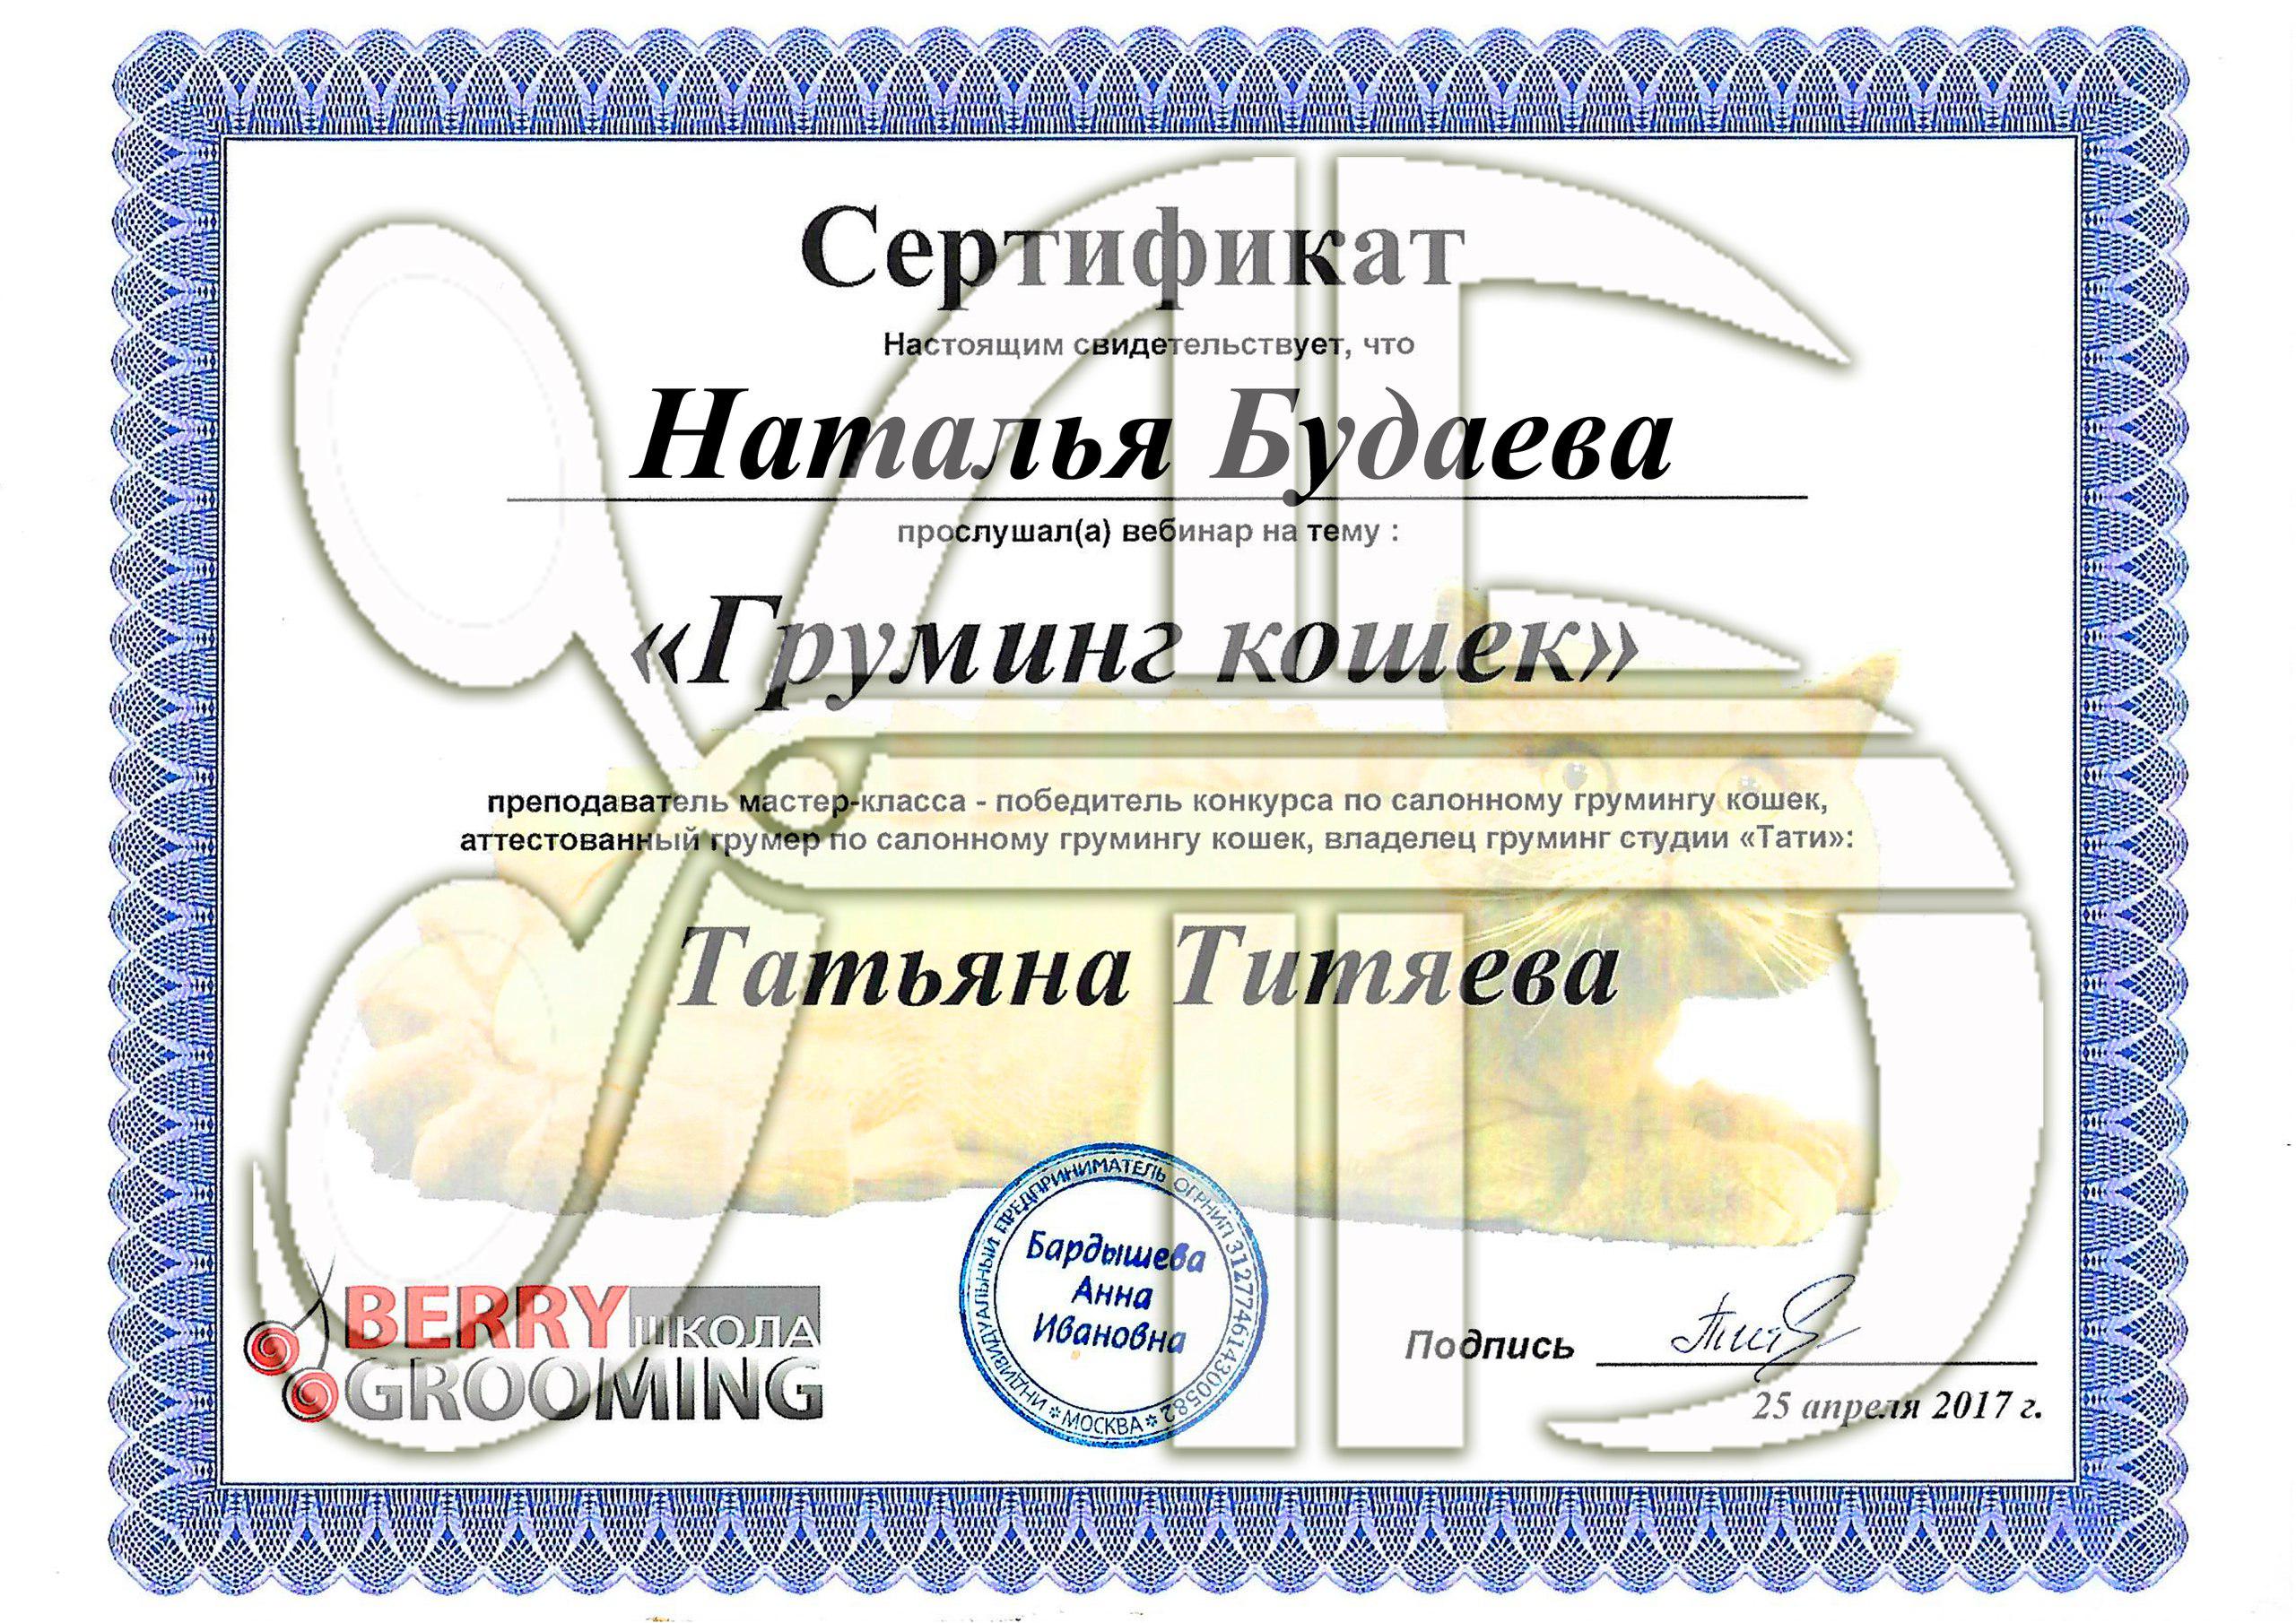 Сертификат
Настоящим свидетельствует, что
Наталья Будаева
прослушал(а) вебинар на тему :
«Груминг кошек»
преподаватель мастер-класса - победитель конкурса по салонному грумингу кошек,
аттестованный грумер по салонному грумингу кошек, владелец груминг студии «Тати»:
Татьяна Титяева
BERRY ШКОЛА
GROOMING
ИНДИВИДУАЛЬНЫЙ ПРЕДПРИНИМАТЕЛЬ ОГРНИП 312774614300582
* МОСКВА *
Бардышева
Анна
Ивановна
Подпись
25 апреля 2017 г.